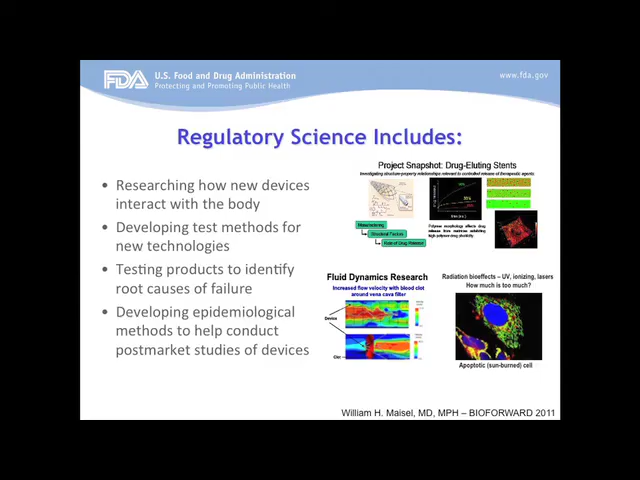 FDA U.S. Food and Drug Administration
Protecting and Promoting Public Health
www.fda.gov
Regulatory Science Includes:
• Researching how new devices
interact with the body
• Developing test methods for
new technologies
• Testing products to identify
root causes of failure
• Developing epidemiological
methods to help conduct
postmarket studies of devices
Project Snapshot: Drug-Eluting Stents
Investigating structure-property relationships relevant to controlled release of therapeutic agents
Manufacturing
Structural Factors
Rate of Drug Release
Polymer morphology affects drug
release from matrices exhibiting
high polymer-drug miscibility
Fluid Dynamics Research
Increased flow velocity with blood clot
around vena cava filter
Device
Clot
Radiation bioeffects – UV, ionizing, lasers
How much is too much?
Apoptotic (sun-burned) cell
William H. Maisel, MD, MPH – BIOFORWARD 2011